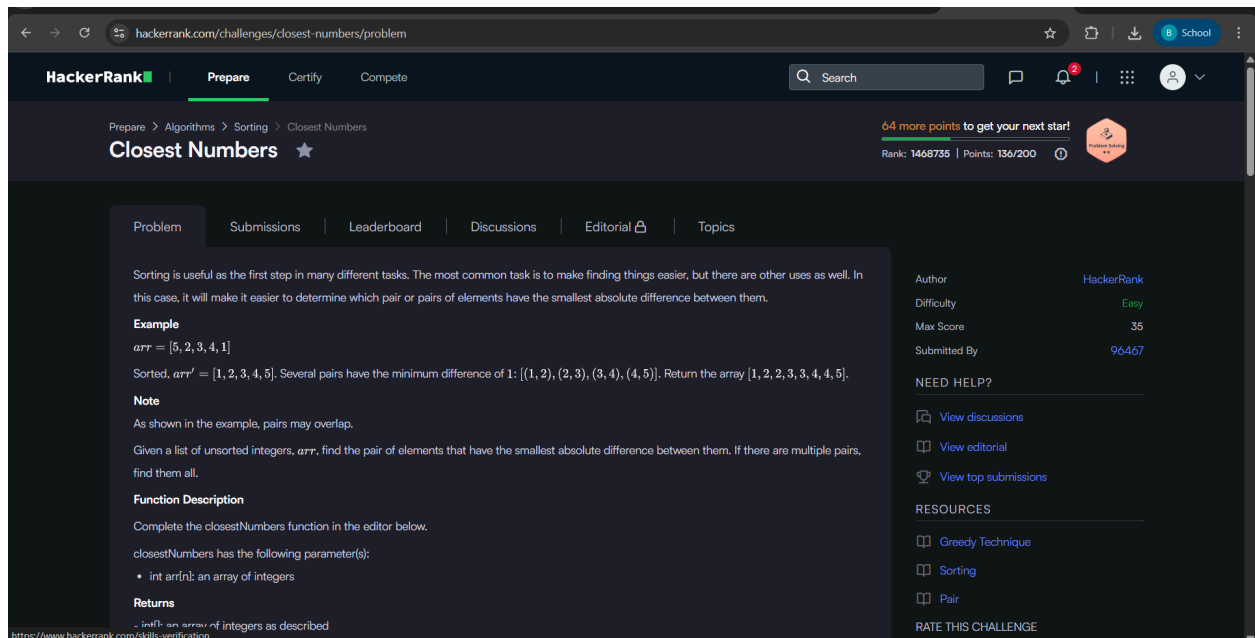 hackerrank.com/challenges/closest-numbers/problem
B School
HackerRank
Prepare
Certify
Compete
Search
2
Prepare > Algorithms > Sorting > Closest Numbers
Closest Numbers
64 more points to get your next star!
Rank: 1468735 | Points: 136/200
Problem Solving
Problem
Submissions
Leaderboard
Discussions
Editorial
Topics
Sorting is useful as the first step in many different tasks. The most common task is to make finding things easier, but there are other uses as well. In
this case, it will make it easier to determine which pair or pairs of elements have the smallest absolute difference between them.
Example
arr = [5, 2, 3, 4, 1]
Sorted, arr' = [1, 2, 3, 4, 5]. Several pairs have the minimum difference of 1: [(1, 2), (2, 3), (3, 4), (4, 5)]. Return the array [1, 2, 2, 3, 3, 4, 4, 5].
Note
As shown in the example, pairs may overlap.
Given a list of unsorted integers, arr, find the pair of elements that have the smallest absolute difference between them. If there are multiple pairs,
find them all.
Function Description
Complete the closestNumbers function in the editor below.
closestNumbers has the following parameter(s):
• int arr[n]: an array of integers
Returns
- int[]: an array of integers as described
Author HackerRank
Difficulty Easy
Max Score 35
Submitted By 96467
NEED HELP?
View discussions
View editorial
View top submissions
RESOURCES
Greedy Technique
Sorting
Pair
RATE THIS CHALLENGE
https://www.hackerrank.com/skills-verification